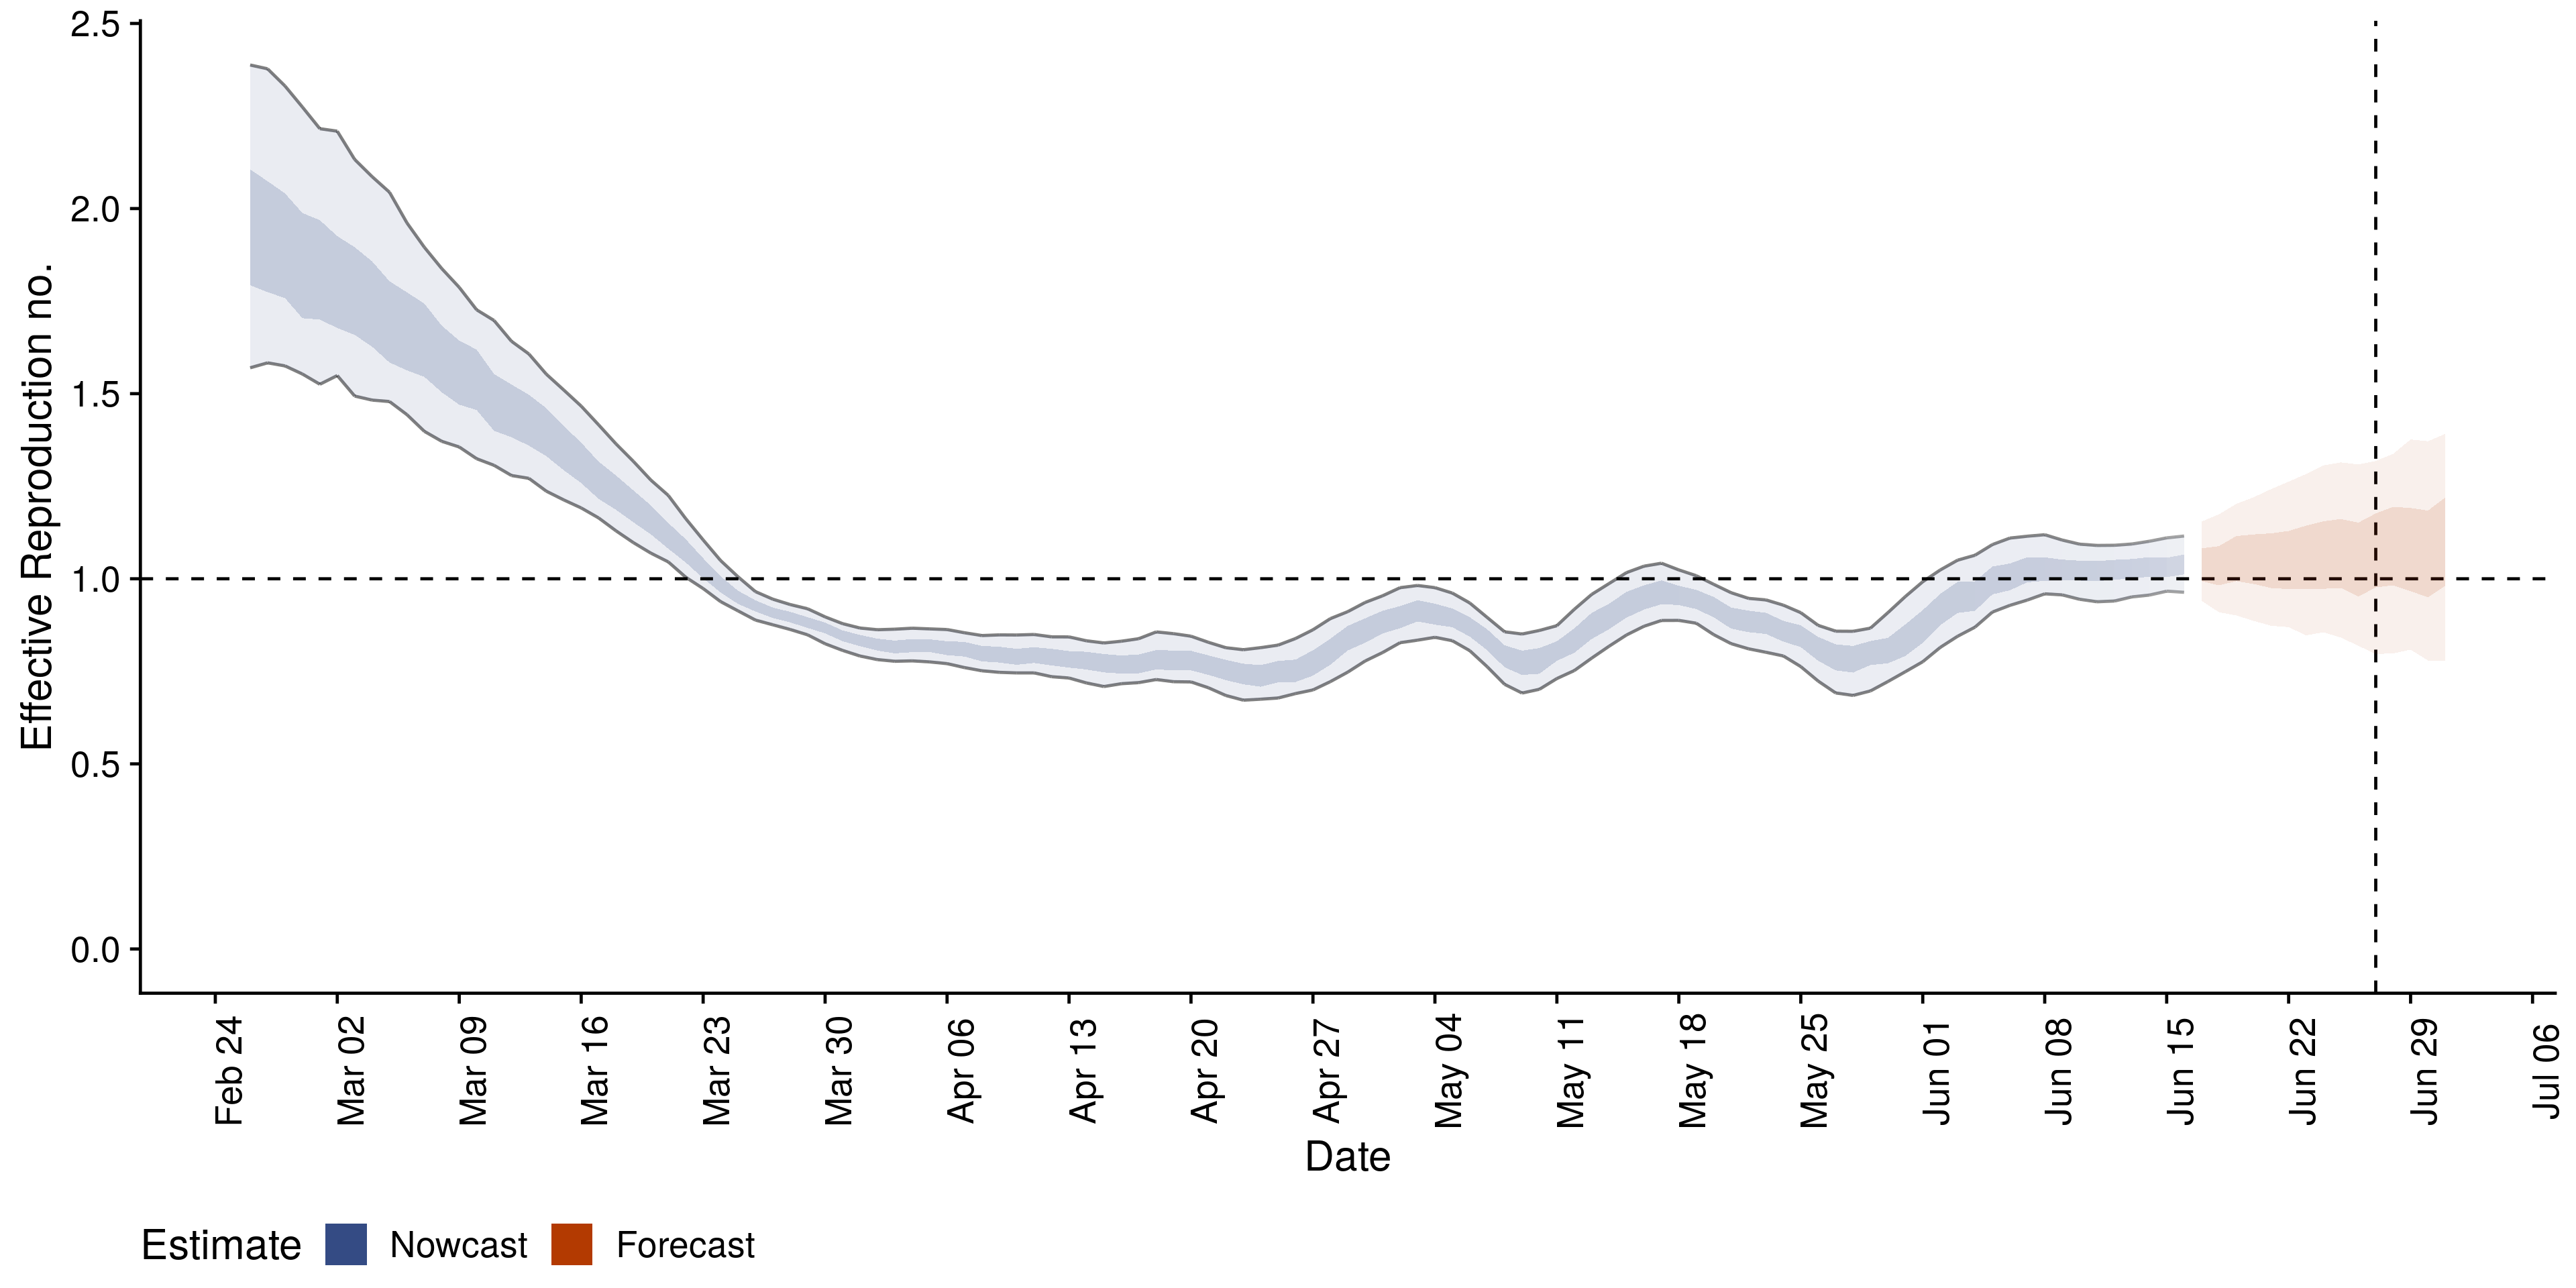 Effective Reproduction no.
2.5
2.0
1.5
1.0
0.5
0.0
Feb 24
Mar 02
Mar 09
Mar 16
Mar 23
Mar 30
Apr 06
Apr 13
Apr 20
Apr 27
May 04
May 11
May 18
May 25
Jun 01
Jun 08
Jun 15
Jun 22
Jun 29
Jul 06
Date
Estimate Nowcast Forecast